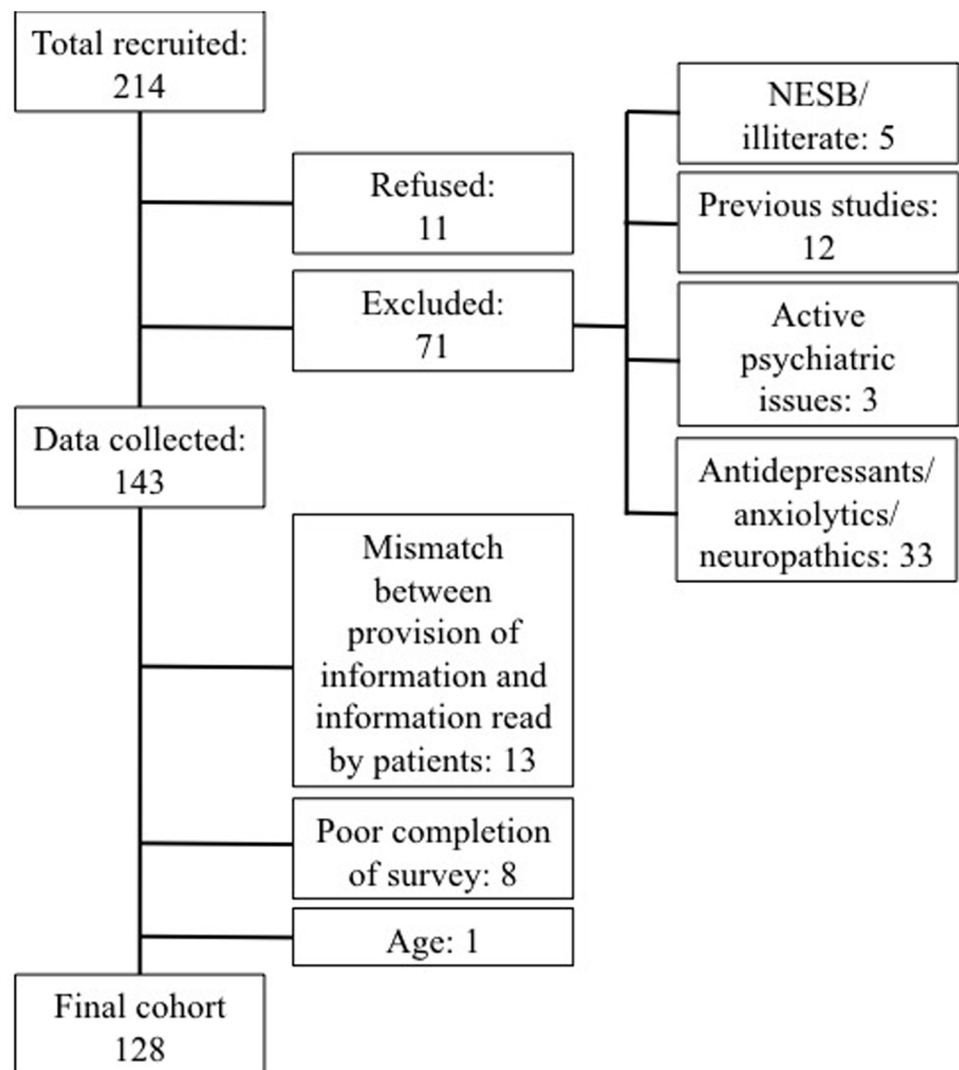 Total recruited:
214
Refused:
11
Excluded:
71
NESB/
illiterate: 5
Previous studies:
12
Active
psychiatric
issues: 3
Antidepressants/
anxiolytics/
neuropathics: 33
Data collected:
143
Mismatch
between
provision of
information and
information read
by patients: 13
Poor completion
of survey: 8
Age: 1
Final cohort
128